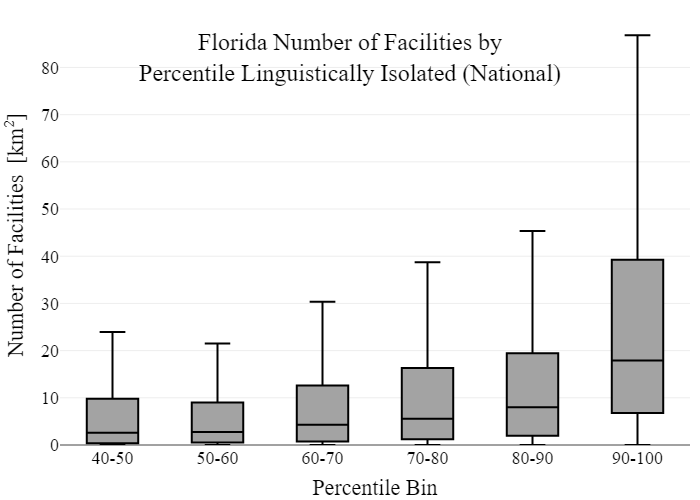 Florida Number of Facilities by
Percentile Linguistically Isolated (National)
Number of Facilities [km²]
80
70
60
50
40
30
20
10
0
40-50 50-60 60-70 70-80 80-90 90-100
Percentile Bin